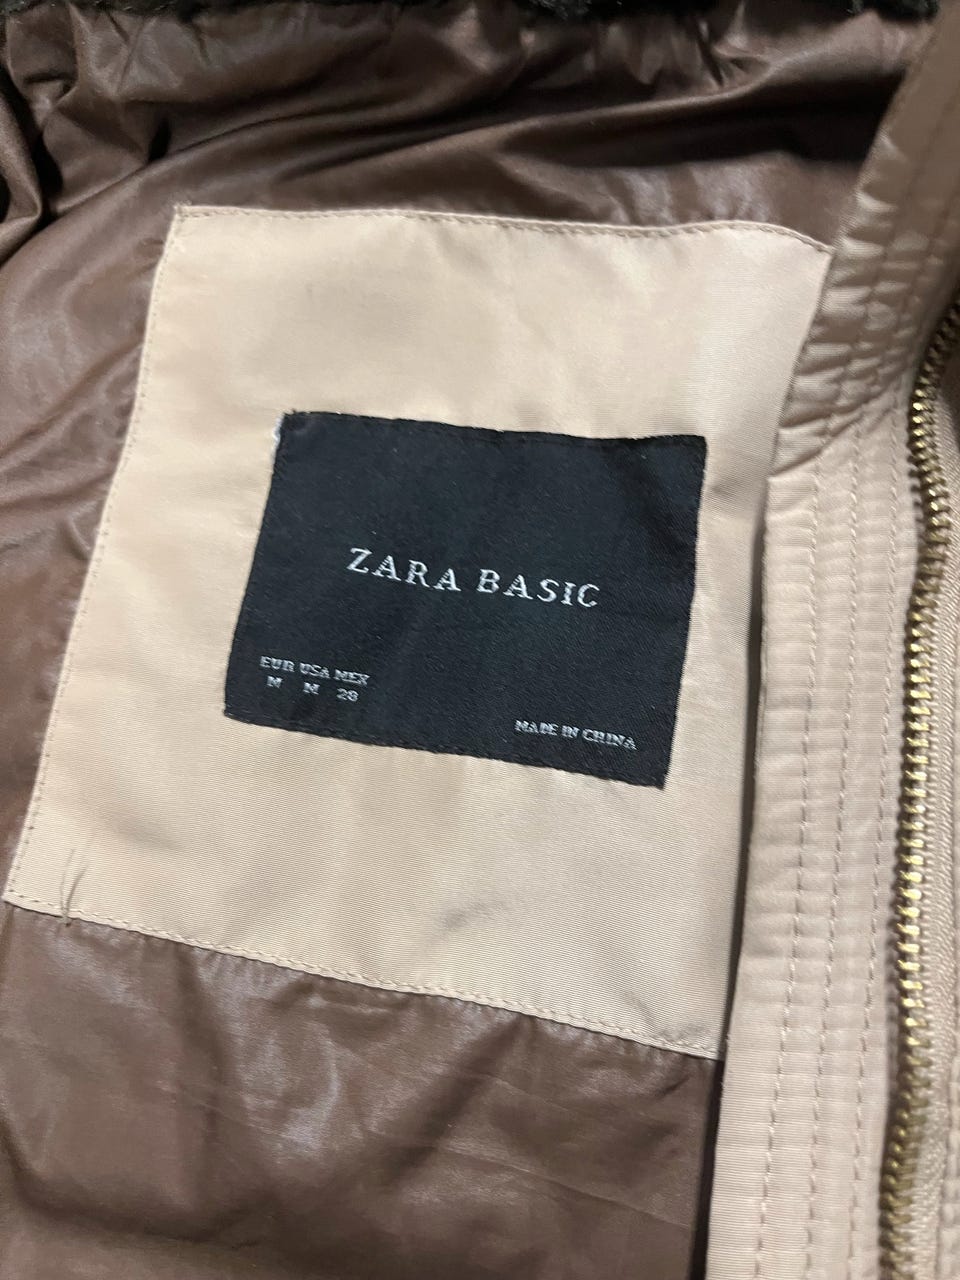 ZARA BASIC
EUR USA MEX
M M 28
MADE IN CHINA